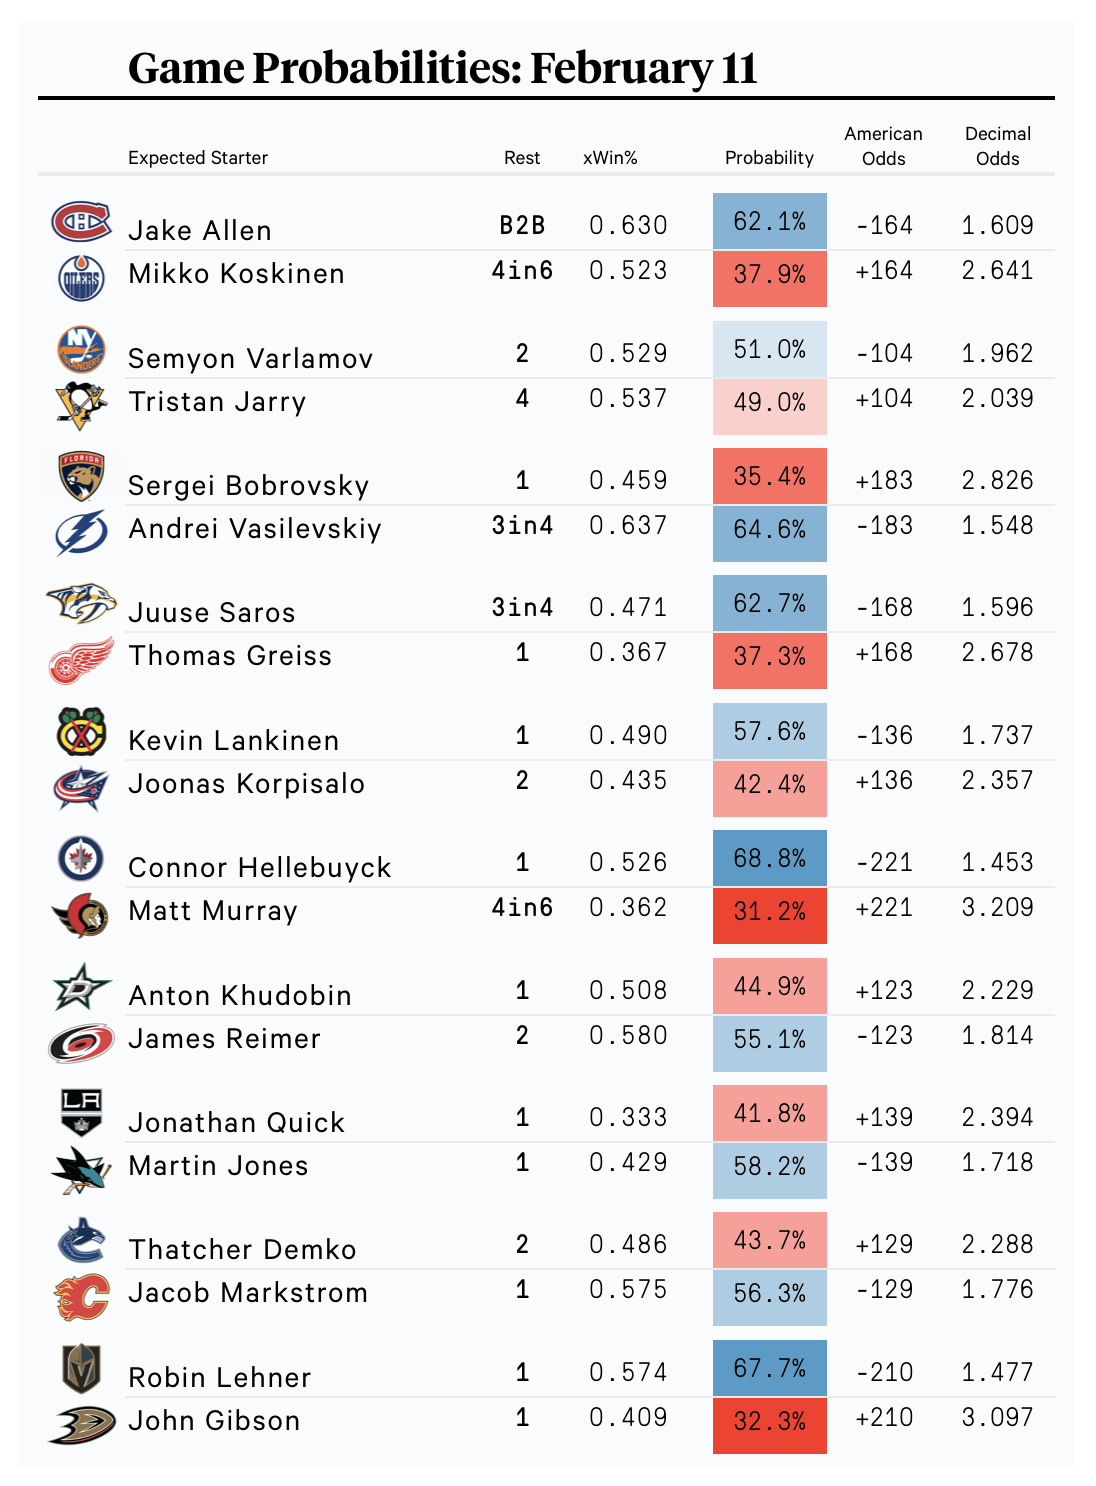 Game Probabilities: February 11
Expected Starter Rest xWin% Probability American Odds Decimal Odds
Jake Allen B2B 0.630 62.1% -164 1.609
OILERS Mikko Koskinen 4in6 0.523 37.9% +164 2.641
NY ISLANDERS Semyon Varlamov 2 0.529 51.0% -104 1.962
Tristan Jarry 4 0.537 49.0% +104 2.039
FLORIDA Sergei Bobrovsky 1 0.459 35.4% +183 2.826
Andrei Vasilevskiy 3in4 0.637 64.6% -183 1.548
Juuse Saros 3in4 0.471 62.7% -168 1.596
Thomas Greiss 1 0.367 37.3% +168 2.678
Kevin Lankinen 1 0.490 57.6% -136 1.737
Joonas Korpisalo 2 0.435 42.4% +136 2.357
Connor Hellebuyck 1 0.526 68.8% -221 1.453
Matt Murray 4in6 0.362 31.2% +221 3.209
D Anton Khudobin 1 0.508 44.9% +123 2.229
James Reimer 2 0.580 55.1% -123 1.814
LA Jonathan Quick 1 0.333 41.8% +139 2.394
Martin Jones 1 0.429 58.2% -139 1.718
Thatcher Demko 2 0.486 43.7% +129 2.288
C Jacob Markstrom 1 0.575 56.3% -129 1.776
Robin Lehner 1 0.574 67.7% -210 1.477
John Gibson 1 0.409 32.3% +210 3.097